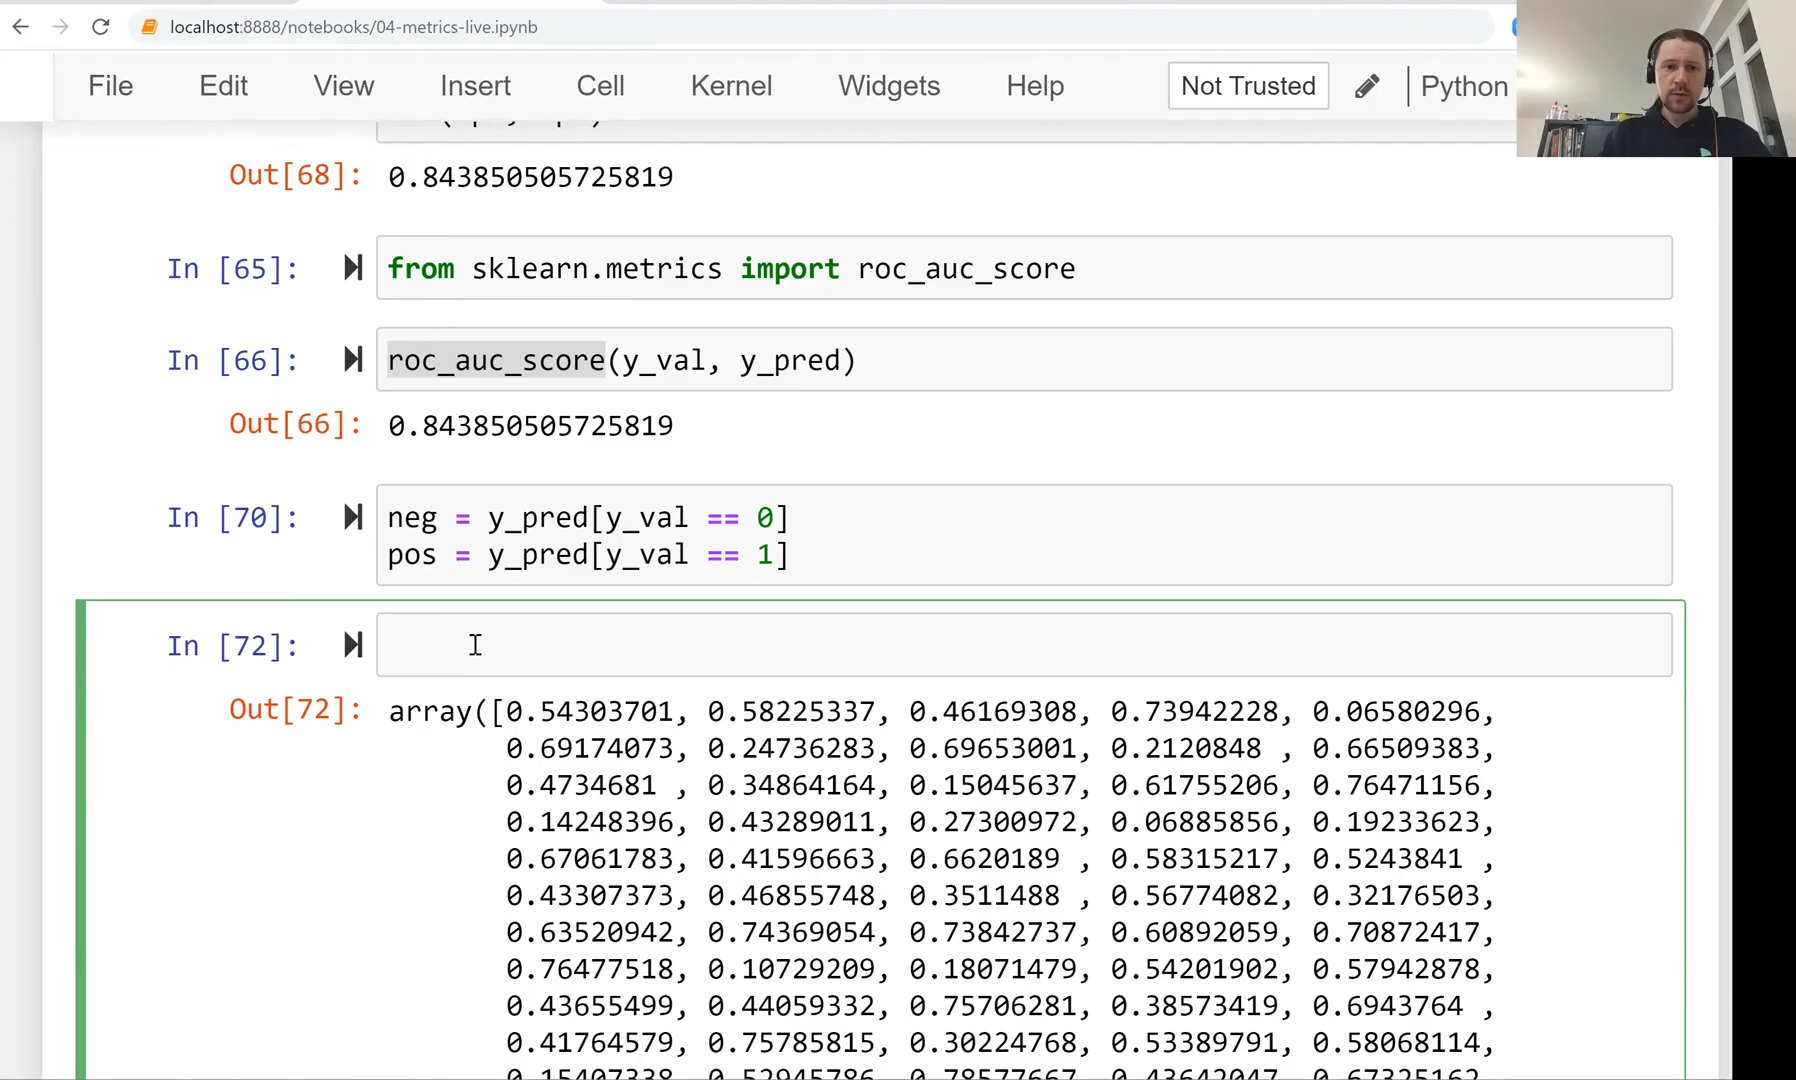 localhost:8888/notebooks/04-metrics-live.ipynb
File Edit View Insert Cell Kernel Widgets Help Not Trusted Python
Out[68]: 0.843850505725819
In [65]: from sklearn.metrics import roc_auc_score
In [66]: roc_auc_score(y_val, y_pred)
Out[66]: 0.843850505725819
In [70]: neg = y_pred[y_val == 0]
pos = y_pred[y_val == 1]
In [72]:
Out[72]: array([0.54303701, 0.58225337, 0.46169308, 0.73942228, 0.06580296,
0.69174073, 0.24736283, 0.69653001, 0.2120848 , 0.66509383,
0.4734681 , 0.34864164, 0.15045637, 0.61755206, 0.76471156,
0.14248396, 0.43289011, 0.27300972, 0.06885856, 0.19233623,
0.67061783, 0.41596663, 0.6620189 , 0.58315217, 0.5243841 ,
0.43307373, 0.46855748, 0.3511488 , 0.56774082, 0.32176503,
0.63520942, 0.74369054, 0.73842737, 0.60892059, 0.70872417,
0.76477518, 0.10729209, 0.18071479, 0.54201902, 0.57942878,
0.43655499, 0.44059332, 0.75706281, 0.38573419, 0.6943764 ,
0.41764579, 0.75785815, 0.30224768, 0.53389791, 0.58068114,